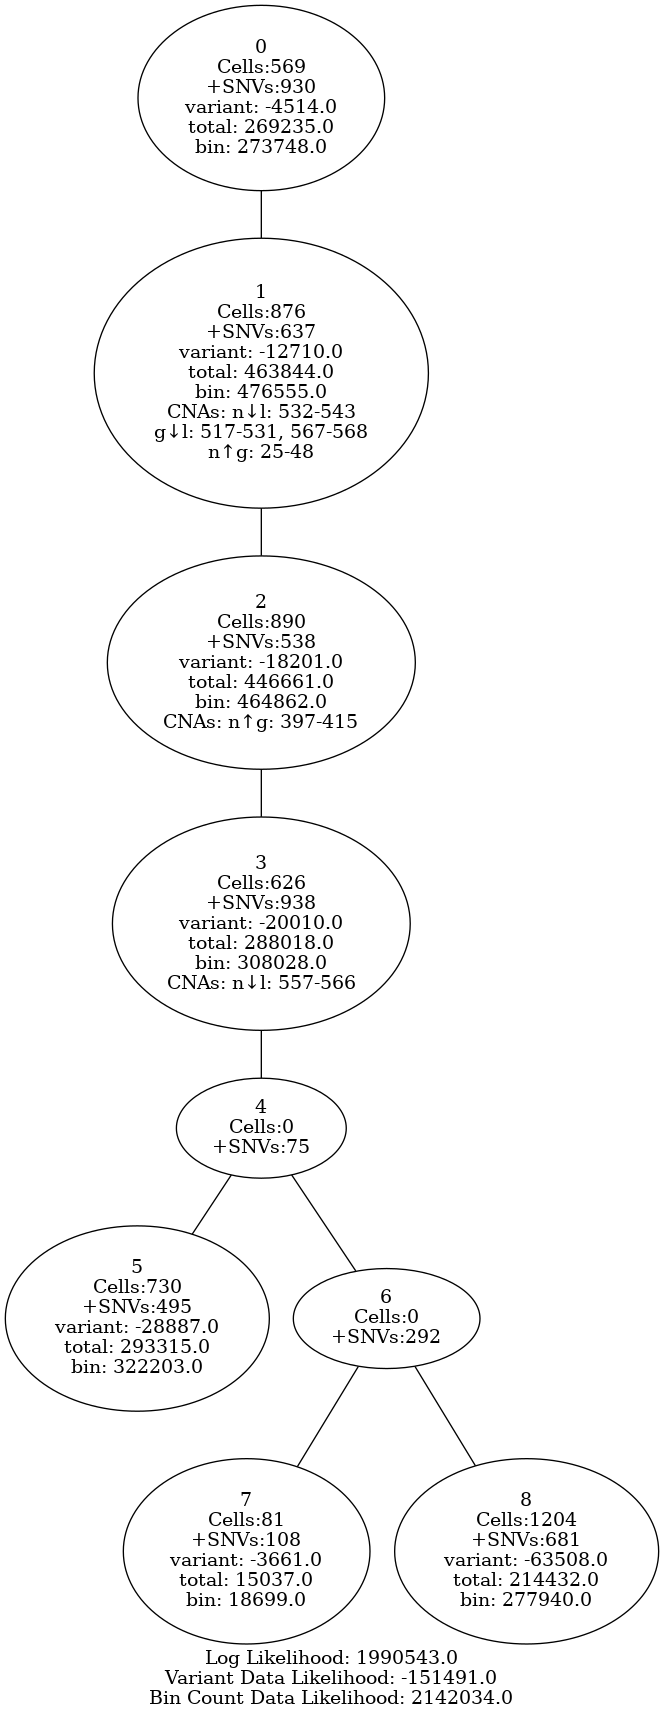 0
Cells:569
+SNVs:930
variant: -4514.0
total: 269235.0
bin: 273748.0
1
Cells:876
+SNVs:637
variant: -12710.0
total: 463844.0
bin: 476555.0
CNAs: n↓l: 532-543
g↓l: 517-531, 567-568
n↑g: 25-48
2
Cells:890
+SNVs:538
variant: -18201.0
total: 446661.0
bin: 464862.0
CNAs: n↑g: 397-415
3
Cells:626
+SNVs:938
variant: -20010.0
total: 288018.0
bin: 308028.0
CNAs: n↓l: 557-566
4
Cells:0
+SNVs:75
5
Cells:730
+SNVs:495
variant: -28887.0
total: 293315.0
bin: 322203.0
6
Cells:0
+SNVs:292
7
Cells:81
+SNVs:108
variant: -3661.0
total: 15037.0
bin: 18699.0
8
Cells:1204
+SNVs:681
variant: -63508.0
total: 214432.0
bin: 277940.0
Log Likelihood: 1990543.0
Variant Data Likelihood: -151491.0
Bin Count Data Likelihood: 2142034.0